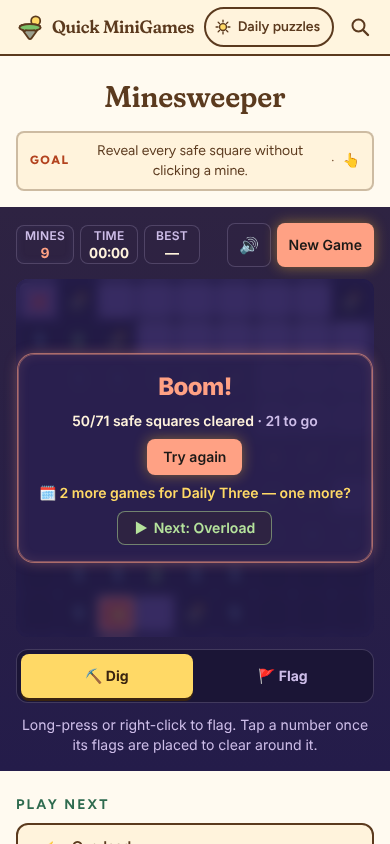 Quick MiniGames
Daily puzzles
Minesweeper
GOAL
Reveal every safe square without
clicking a mine.
MINES
9
TIME
00:00
BEST
—
New Game
Boom!
50/71 safe squares cleared · 21 to go
Try again
2 more games for Daily Three — one more?
▶ Next: Overload
Dig
Flag
Long-press or right-click to flag. Tap a number once
its flags are placed to clear around it.
PLAY NEXT